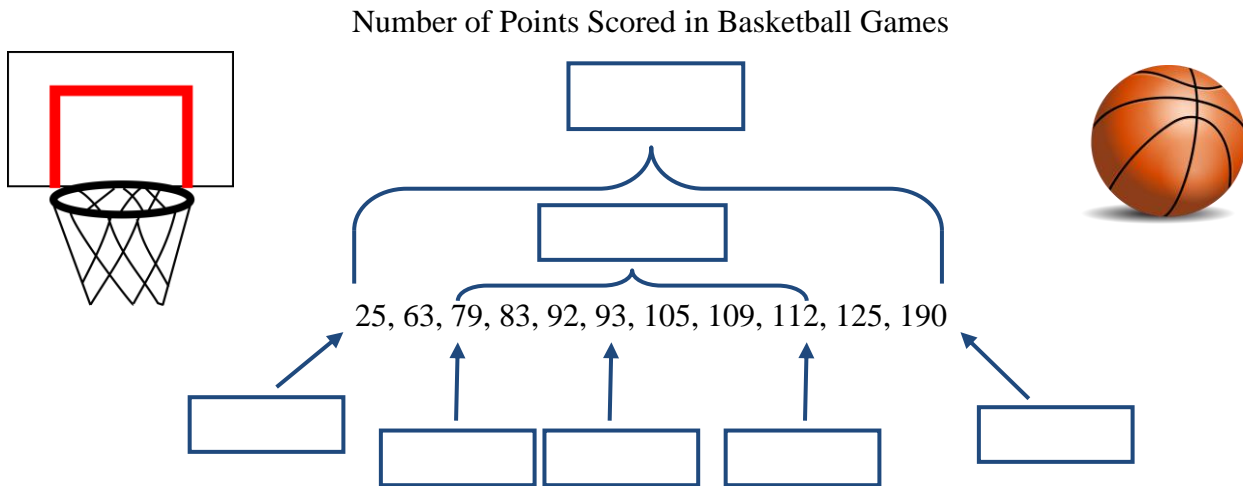 Number of Points Scored in Basketball Games
25, 63, 79, 83, 92, 93, 105, 109, 112, 125, 190